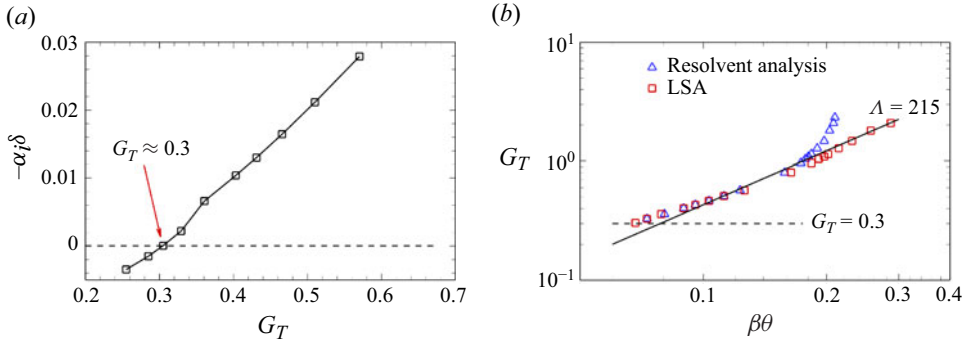 (a)
0.03
0.02
0.01
0
−α_iδ
G_T ≈ 0.3
0.2 0.3 0.4 0.5 0.6 0.7
G_T
(b)
10^1
10^0
10^−1
G_T
Resolvent analysis
LSA
Λ = 215
G_T = 0.3
0.1 0.2 0.3 0.4
βθ